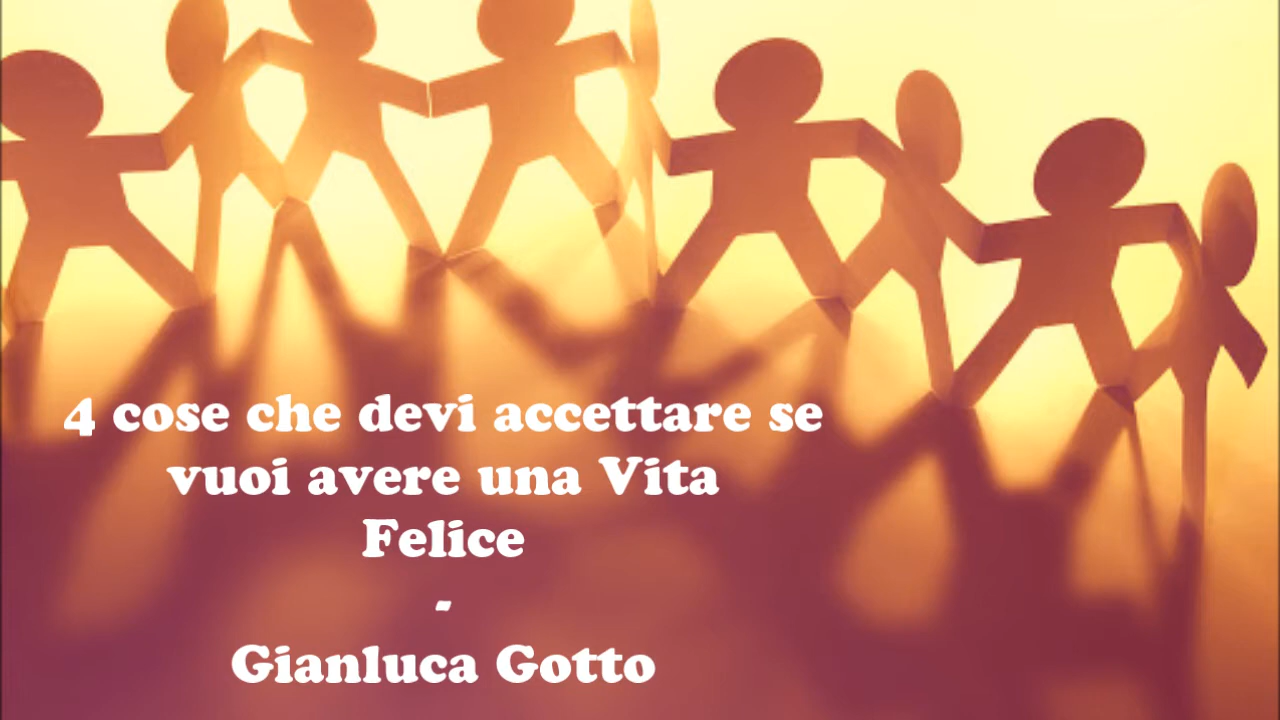 4 cose che devi accettare se
vuoi avere una Vita
Felice
-
Gianluca Gotto